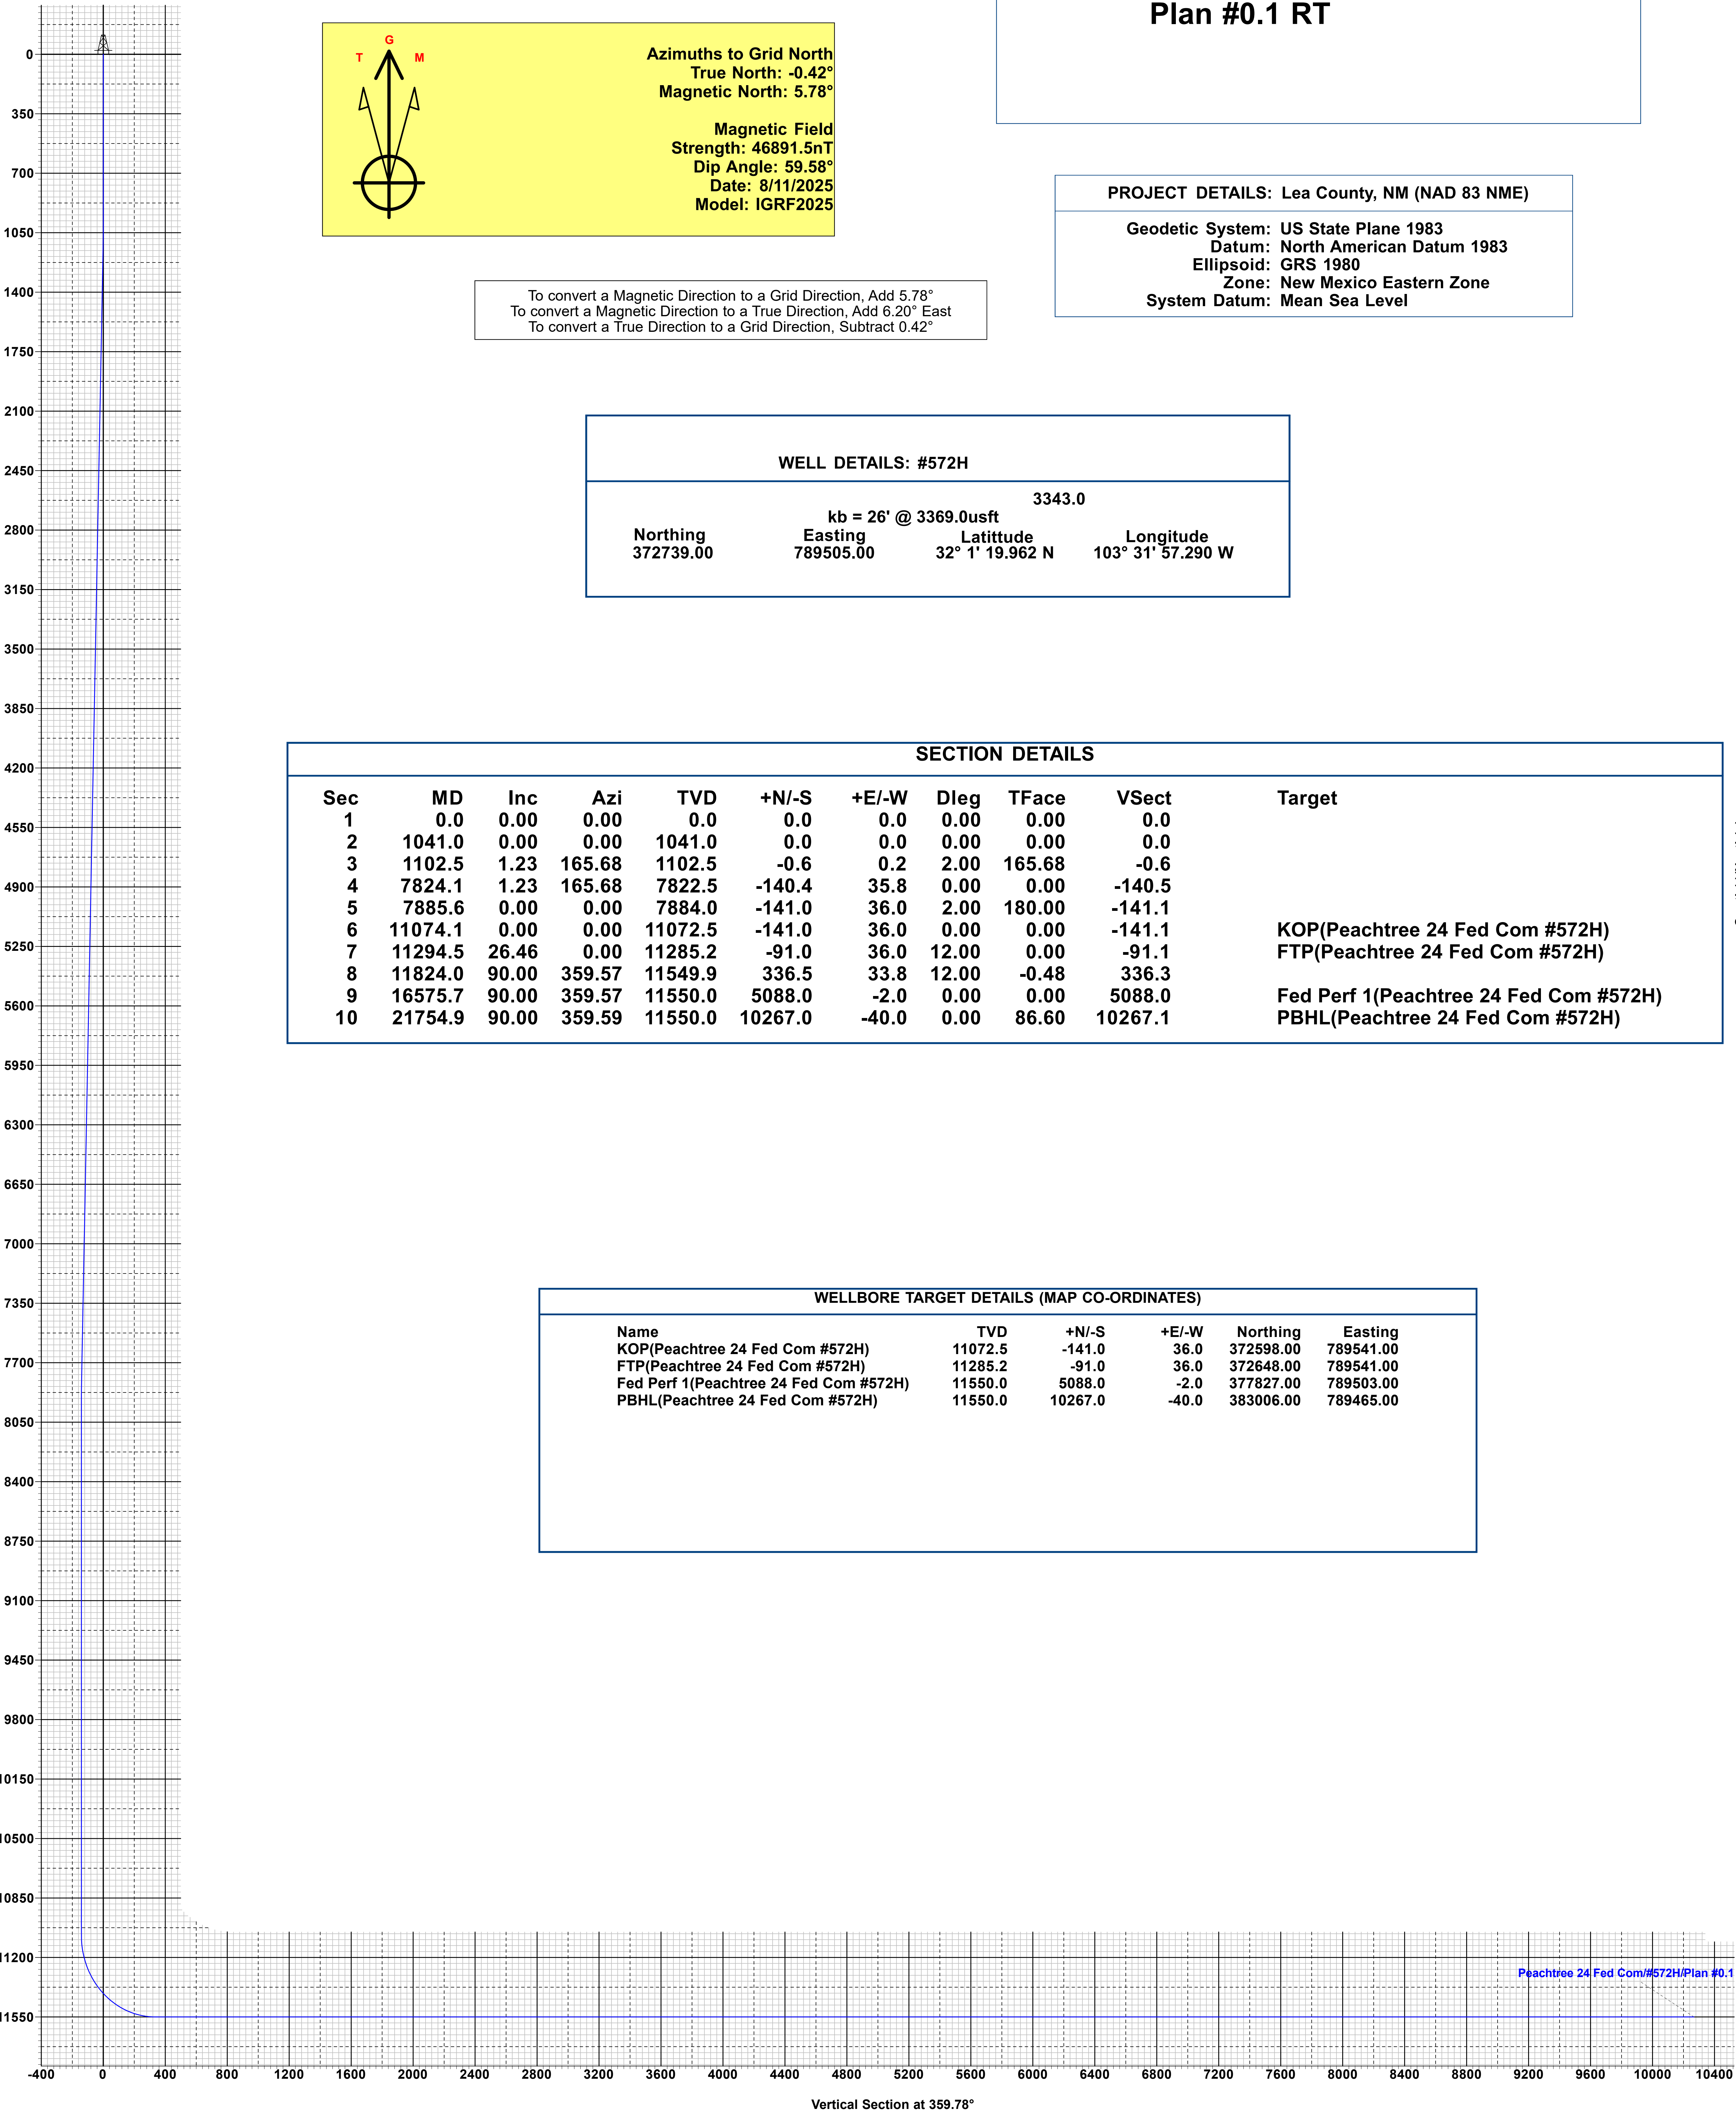 Plan #0.1 RT
T G M
Azimuths to Grid North
True North: -0.42°
Magnetic North: 5.78°
Magnetic Field
Strength: 46891.5nT
Dip Angle: 59.58°
Date: 8/11/2025
Model: IGRF2025
PROJECT DETAILS: Lea County, NM (NAD 83 NME)
Geodetic System: US State Plane 1983
Datum: North American Datum 1983
Ellipsoid: GRS 1980
Zone: New Mexico Eastern Zone
System Datum: Mean Sea Level
To convert a Magnetic Direction to a Grid Direction, Add 5.78°
To convert a Magnetic Direction to a True Direction, Add 6.20° East
To convert a True Direction to a Grid Direction, Subtract 0.42°
WELL DETAILS: #572H
3343.0
kb = 26' @ 3369.0usft
Northing Easting Latittude Longitude
372739.00 789505.00 32° 1' 19.962 N 103° 31' 57.290 W
SECTION DETAILS
Sec MD Inc Azi TVD +N/-S +E/-W Dleg TFace VSect Target
1 0.0 0.00 0.00 0.0 0.0 0.0 0.00 0.00 0.0
2 1041.0 0.00 0.00 1041.0 0.0 0.0 0.00 0.00 0.0
3 1102.5 1.23 165.68 1102.5 -0.6 0.2 2.00 165.68 -0.6
4 7824.1 1.23 165.68 7822.5 -140.4 35.8 0.00 0.00 -140.5
5 7885.6 0.00 0.00 7884.0 -141.0 36.0 2.00 180.00 -141.1
6 11074.1 0.00 0.00 11072.5 -141.0 36.0 0.00 0.00 -141.1 KOP(Peachtree 24 Fed Com #572H)
7 11294.5 26.46 0.00 11285.2 -91.0 36.0 12.00 0.00 -91.1 FTP(Peachtree 24 Fed Com #572H)
8 11824.0 90.00 359.57 11549.9 336.5 33.8 12.00 -0.48 336.3
9 16575.7 90.00 359.57 11550.0 5088.0 -2.0 0.00 0.00 5088.0 Fed Perf 1(Peachtree 24 Fed Com #572H)
10 21754.9 90.00 359.59 11550.0 10267.0 -40.0 0.00 86.60 10267.1 PBHL(Peachtree 24 Fed Com #572H)
WELLBORE TARGET DETAILS (MAP CO-ORDINATES)
Name TVD +N/-S +E/-W Northing Easting
KOP(Peachtree 24 Fed Com #572H) 11072.5 -141.0 36.0 372598.00 789541.00
FTP(Peachtree 24 Fed Com #572H) 11285.2 -91.0 36.0 372648.00 789541.00
Fed Perf 1(Peachtree 24 Fed Com #572H) 11550.0 5088.0 -2.0 377827.00 789503.00
PBHL(Peachtree 24 Fed Com #572H) 11550.0 10267.0 -40.0 383006.00 789465.00
0
350
700
1050
1400
1750
2100
2450
2800
3150
3500
3850
4200
4550
4900
5250
5600
5950
6300
6650
7000
7350
7700
8050
8400
8750
9100
9450
9800
10150
10500
10850
11200
11550
Peachtree 24 Fed Com/#572H/Plan #0.1
-400 0 400 800 1200 1600 2000 2400 2800 3200 3600 4000 4400 4800 5200 5600 6000 6400 6800 7200 7600 8000 8400 8800 9200 9600 10000 10400
Vertical Section at 359.78°